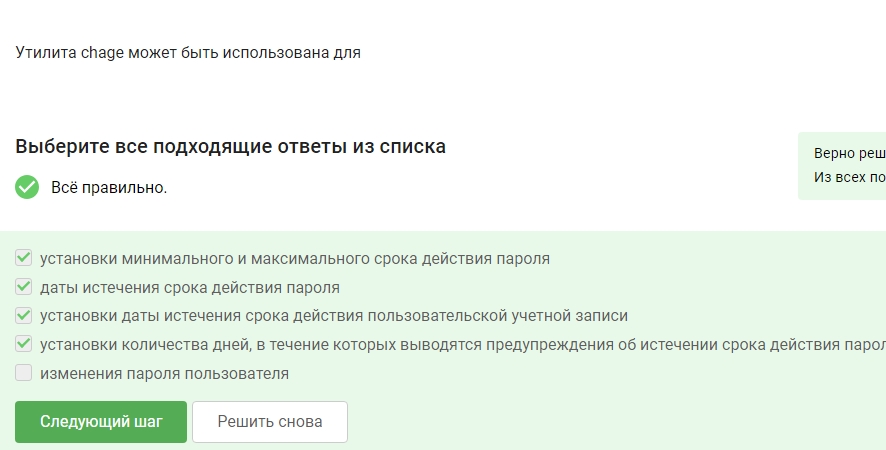 Утилита chage может быть использована для
Выберите все подходящие ответы из списка
Всё правильно.
Верно реш
Из всех по
установки минимального и максимального срока действия пароля
даты истечения срока действия пароля
установки даты истечения срока действия пользовательской учетной записи
установки количества дней, в течение которых выводятся предупреждения об истечении срока действия парол
изменения пароля пользователя
Следующий шаг
Решить снова